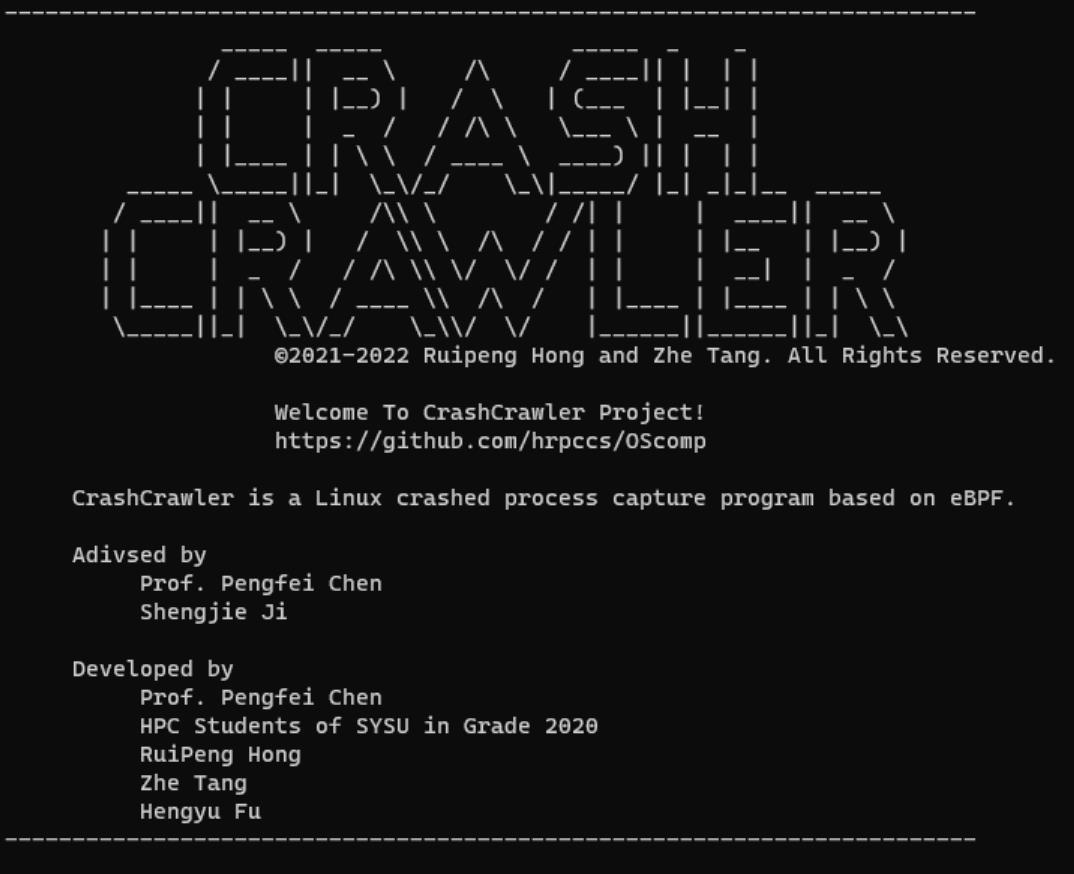 CRASH
CRAWLER
©2021-2022 Ruipeng Hong and Zhe Tang. All Rights Reserved.
Welcome To CrashCrawler Project!
https://github.com/hrpccs/OScomp
CrashCrawler is a Linux crashed process capture program based on eBPF.
Adivsed by
Prof. Pengfei Chen
Shengjie Ji
Developed by
Prof. Pengfei Chen
HPC Students of SYSU in Grade 2020
RuiPeng Hong
Zhe Tang
Hengyu Fu